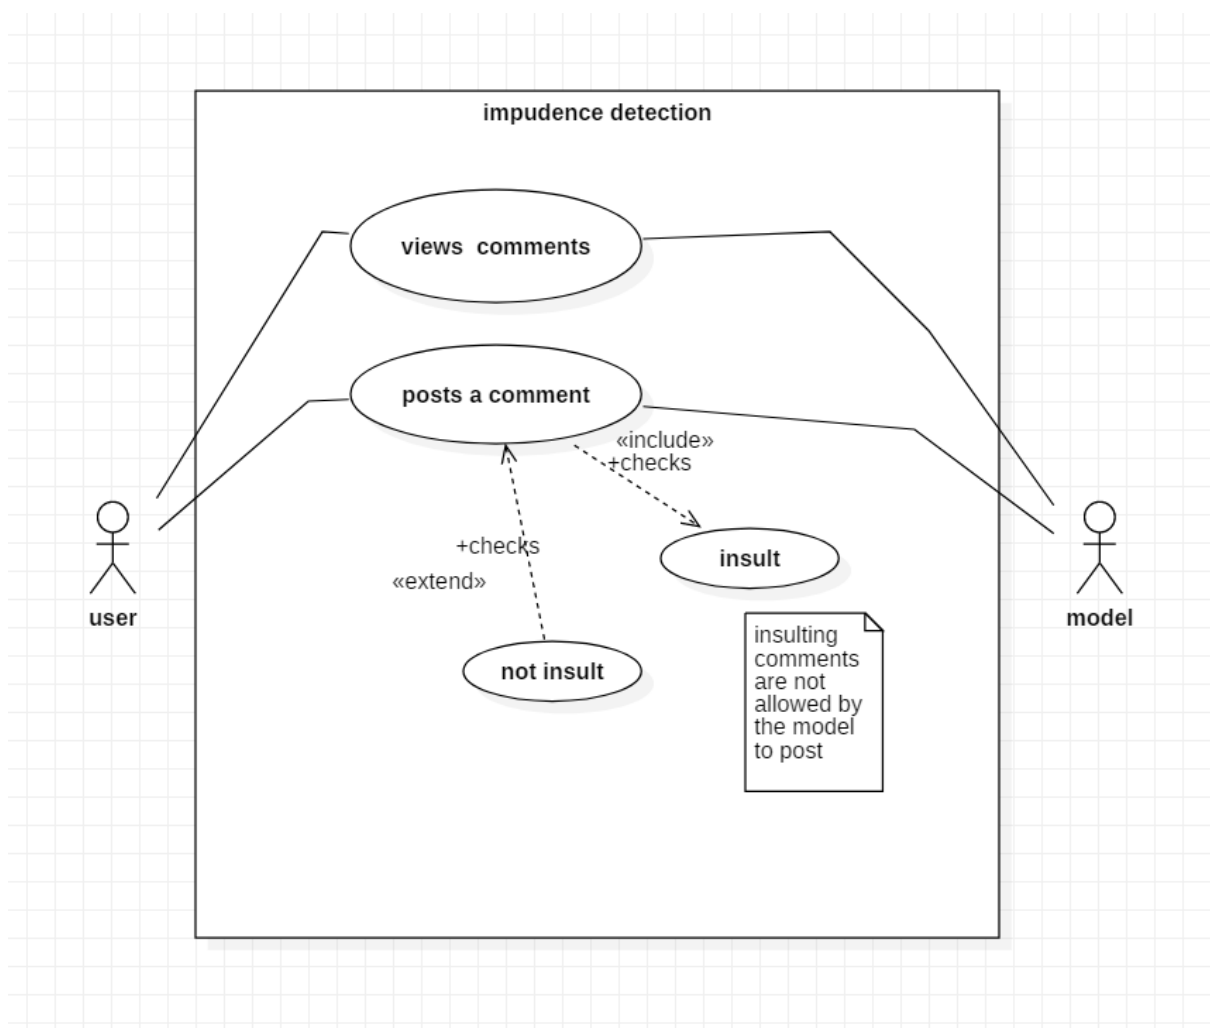 impudence detection
views  comments
posts a comment
«include»
+checks
+checks
insult
«extend»
user
model
insulting
comments
are not
allowed by
the model
to post
not insult